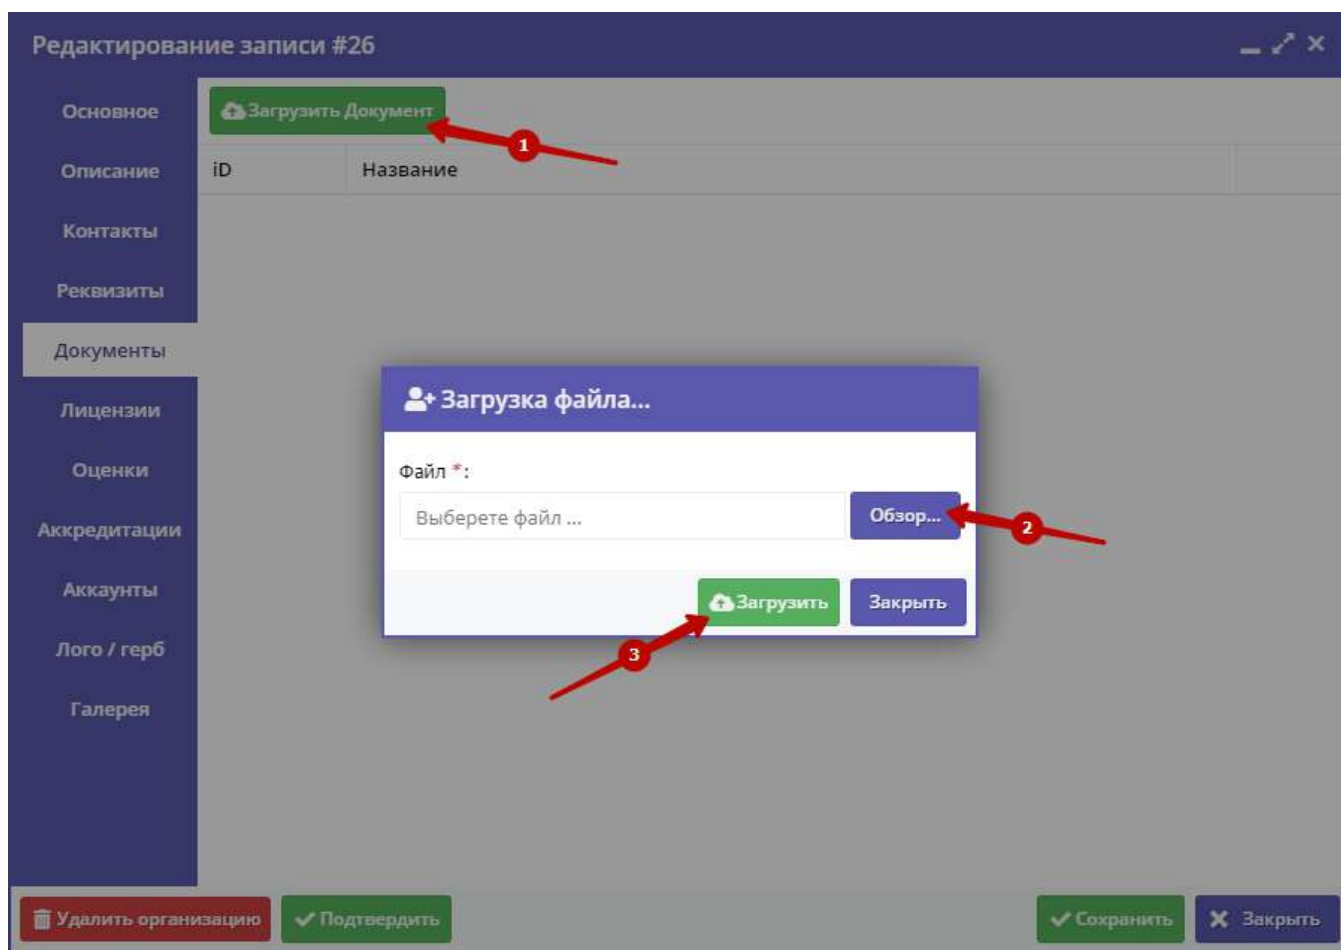 Редактирование записи #26
Основное
Загрузить Документ
1
Описание
iD
Название
Контакты
Реквизиты
Документы
Загрузка файла...
Лицензии
Файл *:
Оценки
Выберете файл ...
Обзор...
2
Аккредитации
Аккаунты
Загрузить
Закрыть
Лого / герб
3
Галерея
Удалить организацию
Подтвердить
Сохранить
Закрыть